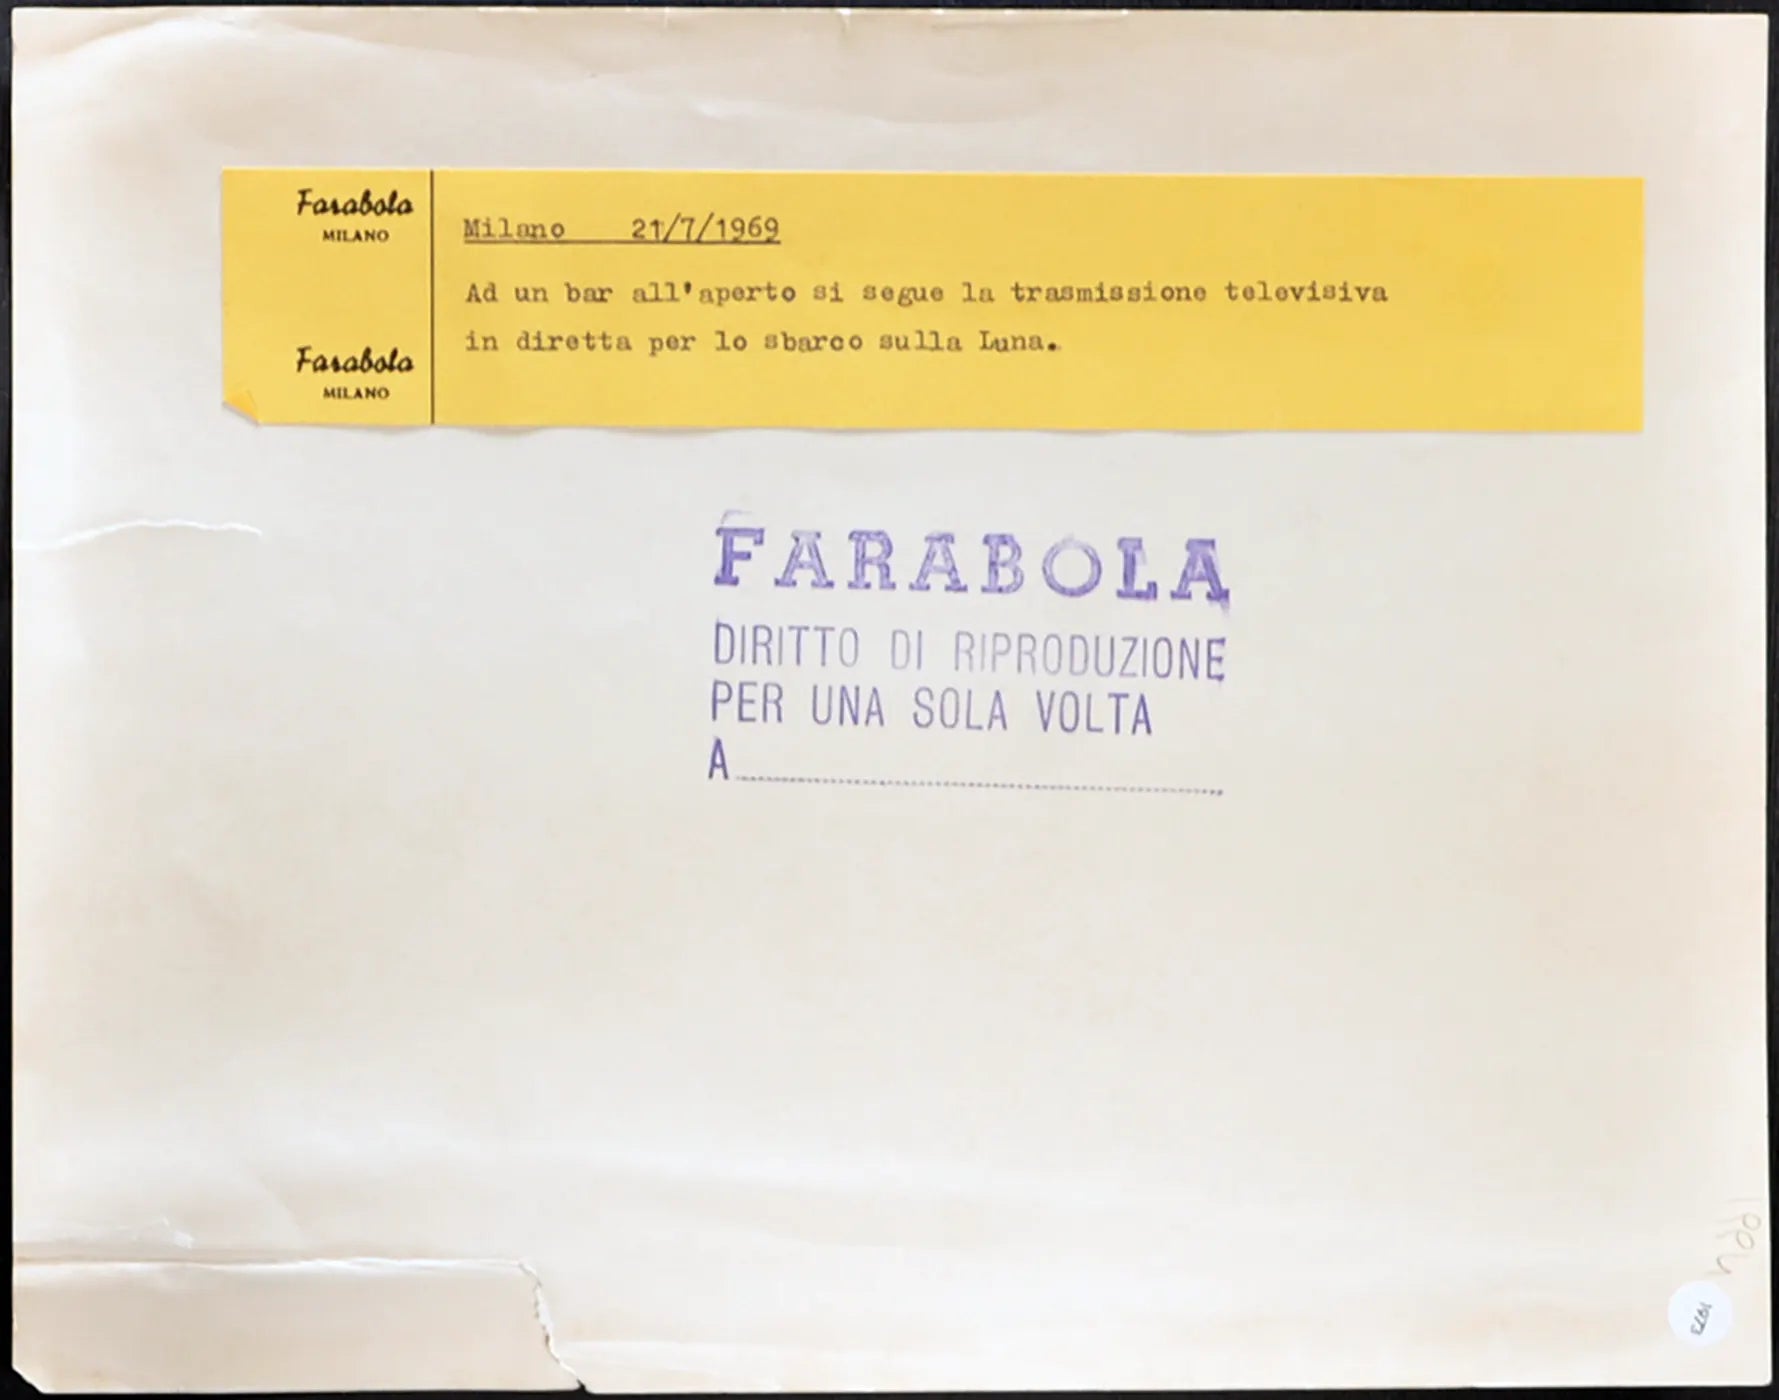 Farabola
MILANO
Milano 21/7/1969
Ad un bar all'aperto si segue la trasmissione televisiva
in diretta per lo sbarco sulla Luna.
Farabola
MILANO
FARABOLA
DIRITTO DI RIPRODUZIONE
PER UNA SOLA VOLTA
A